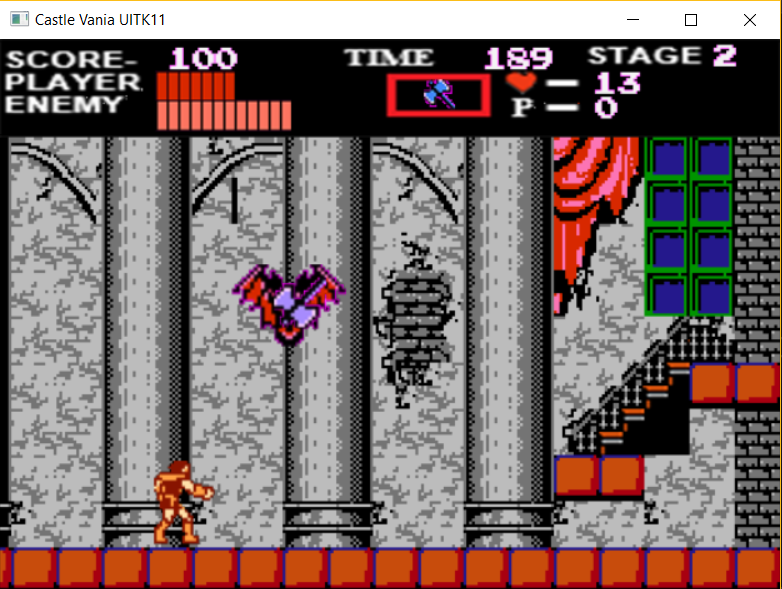 Castle Vania UITK11
SCORE- 100 TIME 189 STAGE 2
PLAYER 13
ENEMY P 0